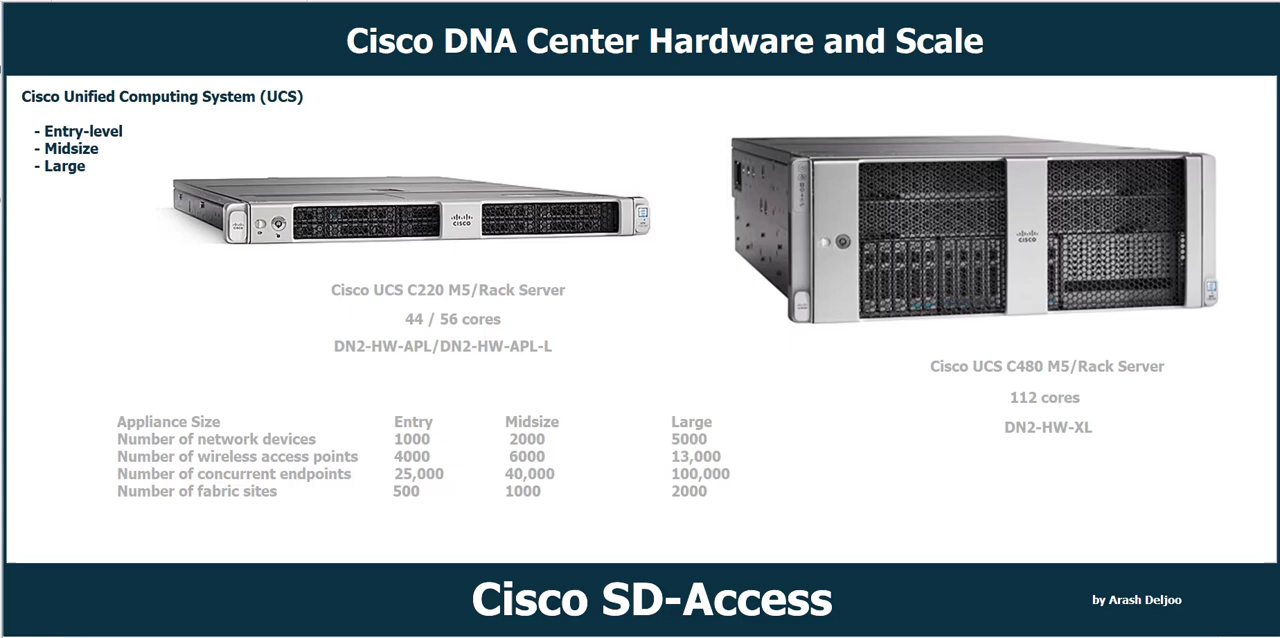 Cisco DNA Center Hardware and Scale
Cisco Unified Computing System (UCS)
- Entry-level
- Midsize
- Large
CISCO
CISCO
Cisco UCS C220 M5/Rack Server
44 / 56 cores
DN2-HW-APL/DN2-HW-APL-L
Cisco UCS C480 M5/Rack Server
112 cores
DN2-HW-XL
Appliance Size Entry Midsize Large
Number of network devices 1000 2000 5000
Number of wireless access points 4000 6000 13,000
Number of concurrent endpoints 25,000 40,000 100,000
Number of fabric sites 500 1000 2000
Cisco SD-Access
by Arash Deljoo